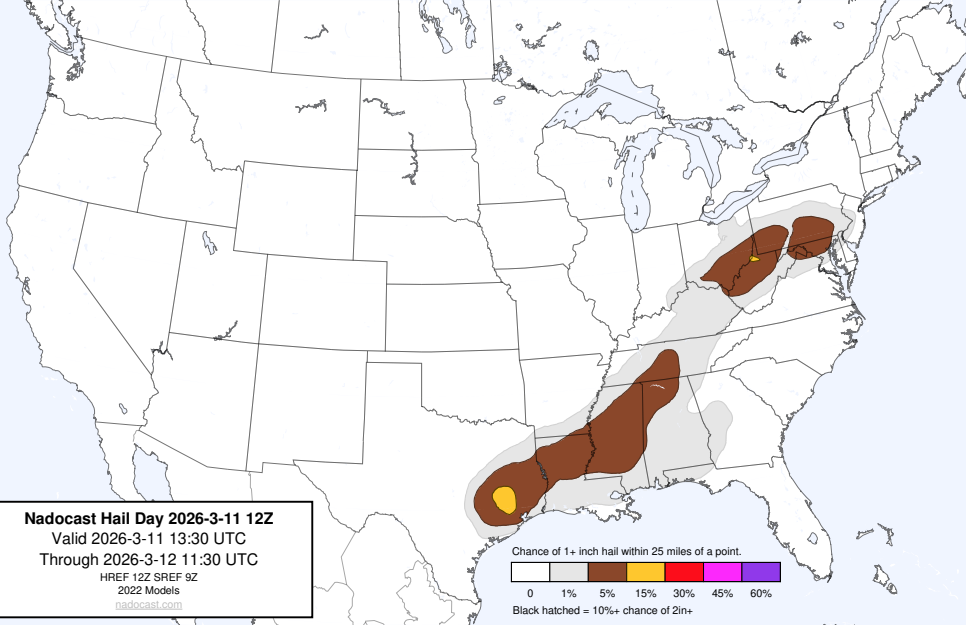 Nadocast Hail Day 2026-3-11 12Z
Valid 2026-3-11 13:30 UTC
Through 2026-3-12 11:30 UTC
HREF 12Z SREF 9Z
2022 Models
nadocast.com
Chance of 1+ inch hail within 25 miles of a point.
0 1% 5% 15% 30% 45% 60%
Black hatched = 10%+ chance of 2in+